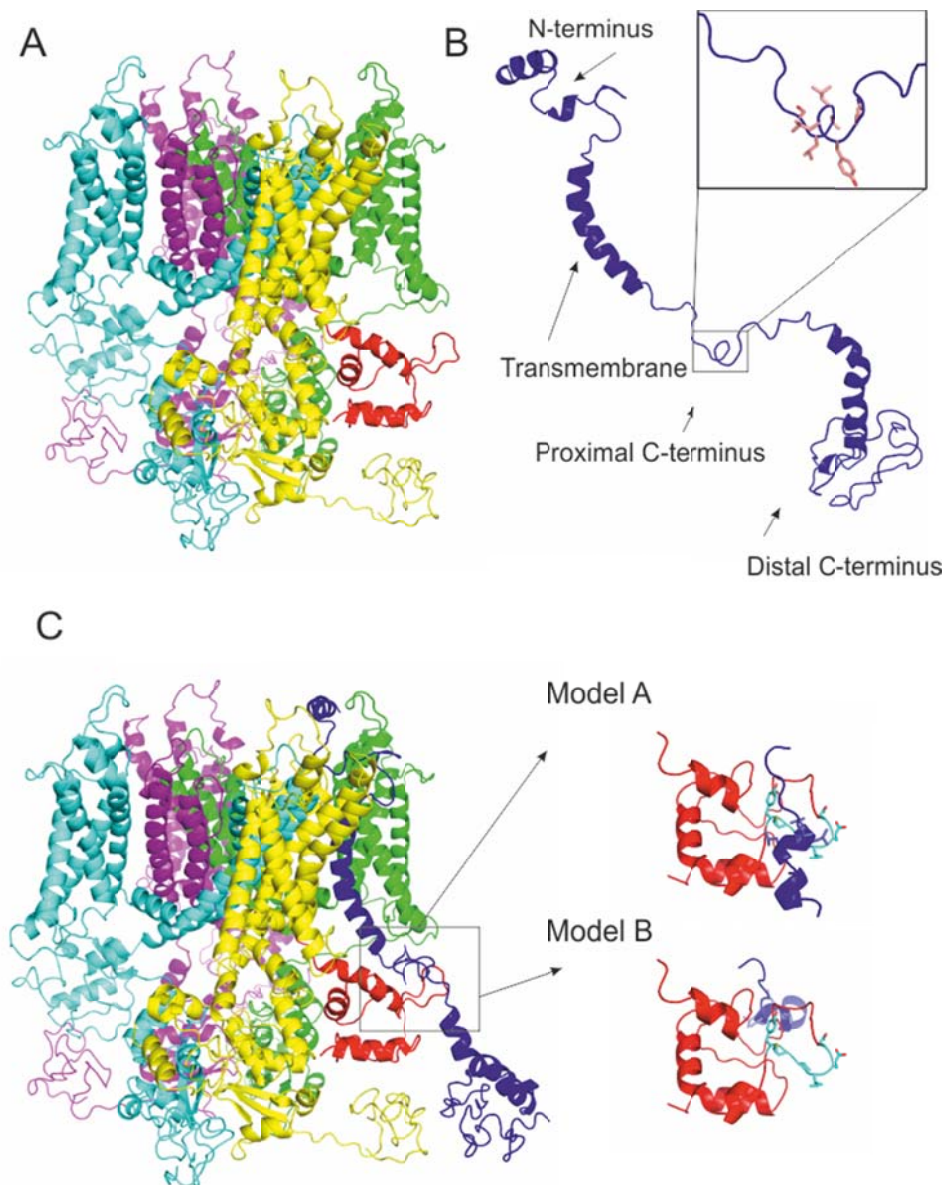 A
B
N-terminus
Transmembrane
Proximal C-terminus
Distal C-terminus
C
Model A
Model B